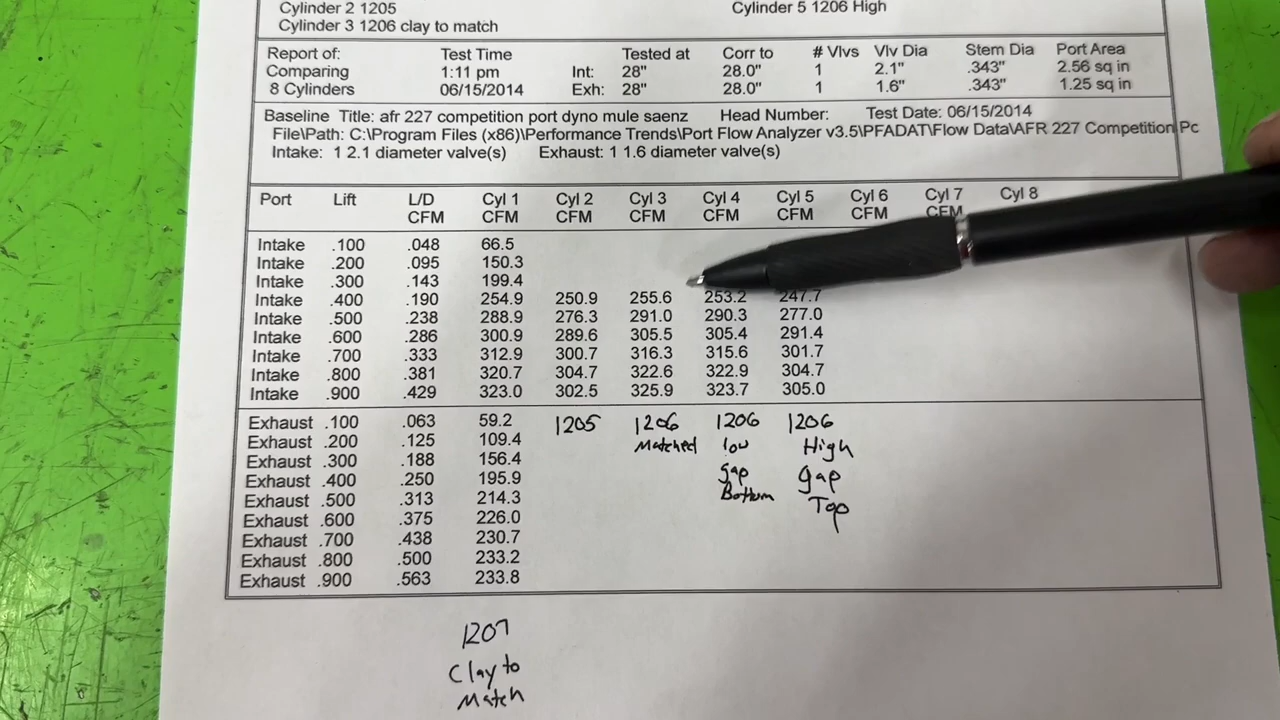 Cylinder 2 1205 Cylinder 5 1206 High
Cylinder 3 1206 clay to match
Report of: Test Time Tested at Corr to # Vlvs Vlv Dia Stem Dia Port Area
Comparing 1:11 pm Int: 28" 28.0" 1 2.1" .343" 2.56 sq in
8 Cylinders 06/15/2014 Exh: 28" 28.0" 1 1.6" .343" 1.25 sq in
Baseline Title: afr 227 competition port dyno mule saenz Head Number: Test Date: 06/15/2014
File\Path: C:\Program Files (x86)\Performance Trends\Port Flow Analyzer v3.5\PFADAT\Flow Data\AFR 227 Competition Pc
Intake: 1 2.1 diameter valve(s) Exhaust: 1 1.6 diameter valve(s)
Port Lift L/D Cyl 1 Cyl 2 Cyl 3 Cyl 4 Cyl 5 Cyl 6 Cyl 7 Cyl 8
CFM CFM CFM CFM CFM CFM CFM CFM
Intake .100 .048 66.5
Intake .200 .095 150.3
Intake .300 .143 199.4
Intake .400 .190 254.9 250.9 255.6 253.2 247.7
Intake .500 .238 288.9 276.3 291.0 290.3 277.0
Intake .600 .286 300.9 289.6 305.5 305.4 291.4
Intake .700 .333 312.9 300.7 316.3 315.6 301.7
Intake .800 .381 320.7 304.7 322.6 322.9 304.7
Intake .900 .429 323.0 302.5 325.9 323.7 305.0
Exhaust .100 .063 59.2 1205 1206 1206 1206
Exhaust .200 .125 109.4 Matched low High
Exhaust .300 .188 156.4
Exhaust .400 .250 195.9 gap gap
Exhaust .500 .313 214.3 Bottom Top
Exhaust .600 .375 226.0
Exhaust .700 .438 230.7
Exhaust .800 .500 233.2
Exhaust .900 .563 233.8
1207
Clay to
Match